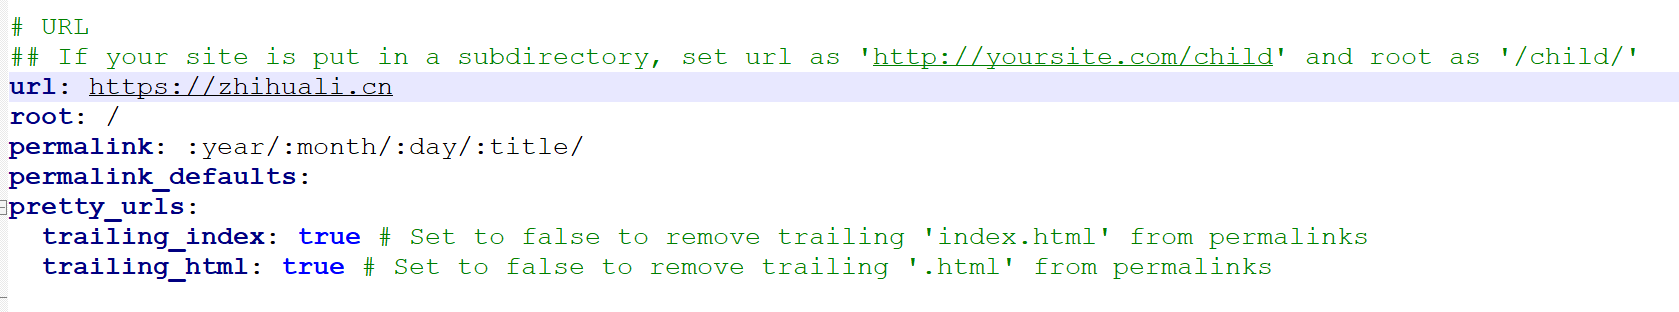 # URL
## If your site is put in a subdirectory, set url as 'http://yoursite.com/child' and root as '/child/'
url: https://zhihuali.cn
root: /
permalink: :year/:month/:day/:title/
permalink_defaults:
pretty_urls:
  trailing_index: true # Set to false to remove trailing 'index.html' from permalinks
  trailing_html: true # Set to false to remove trailing '.html' from permalinks